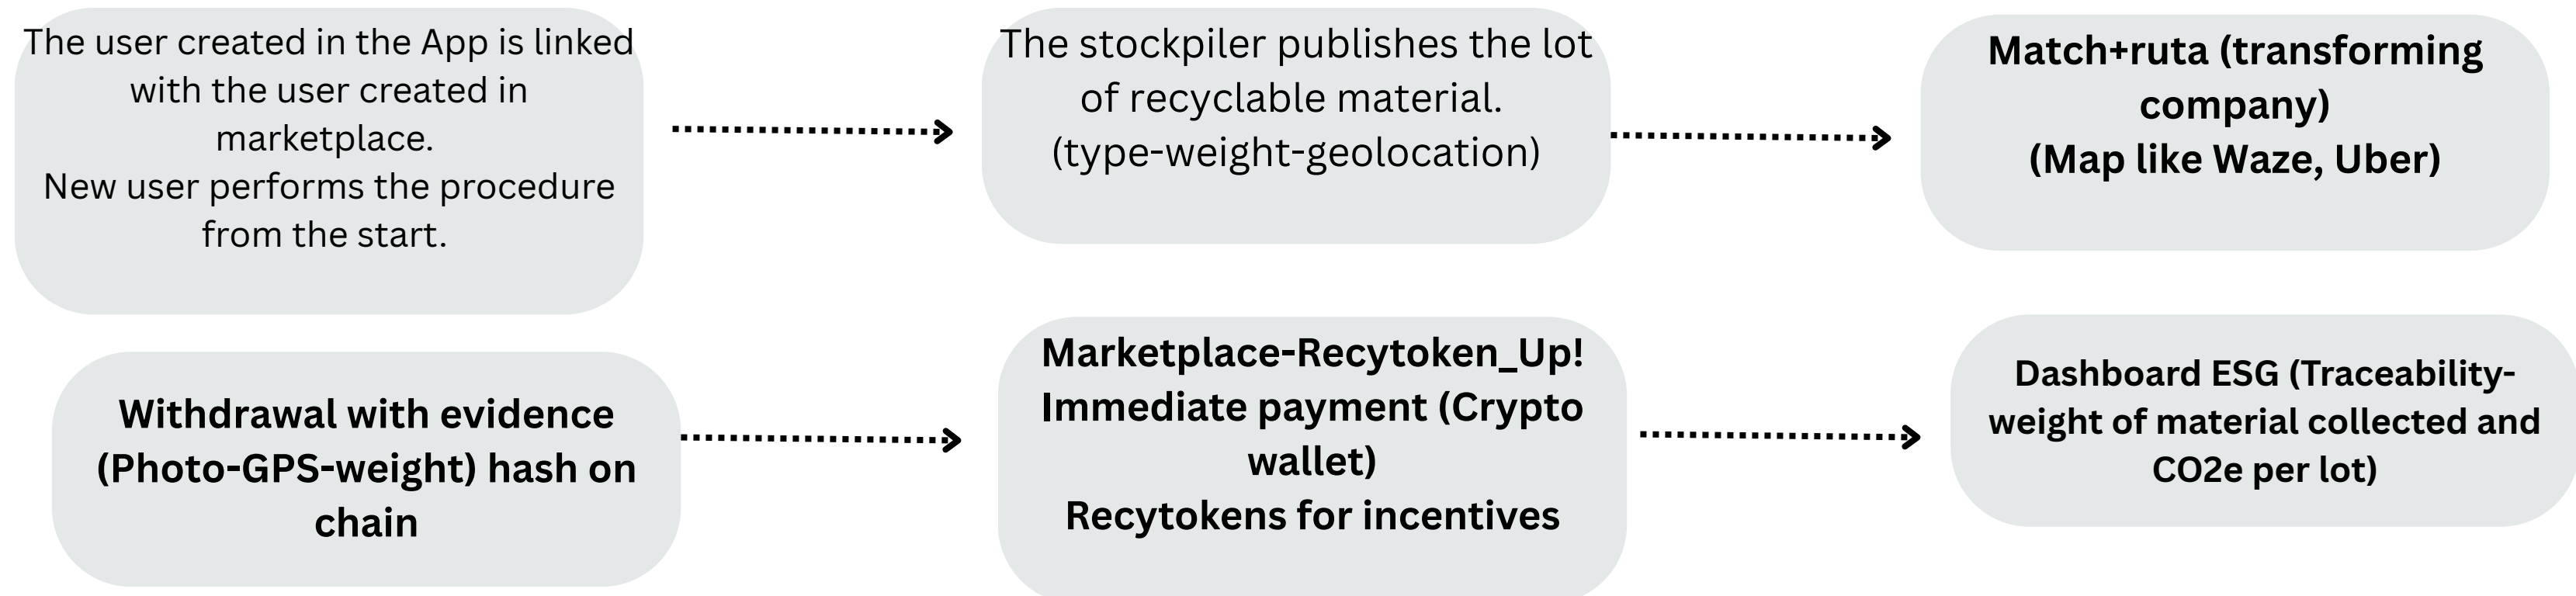 The user created in the App is linked
with the user created in
marketplace.
New user performs the procedure
from the start.
The stockpiler publishes the lot
of recyclable material.
(type-weight-geolocation)
Match+ruta (transforming
company)
(Map like Waze, Uber)
Withdrawal with evidence
(Photo-GPS-weight) hash on
chain
Marketplace-Recytoken_Up!
Immediate payment (Crypto
wallet)
Recytokens for incentives
Dashboard ESG (Traceability-
weight of material collected and
CO2e per lot)